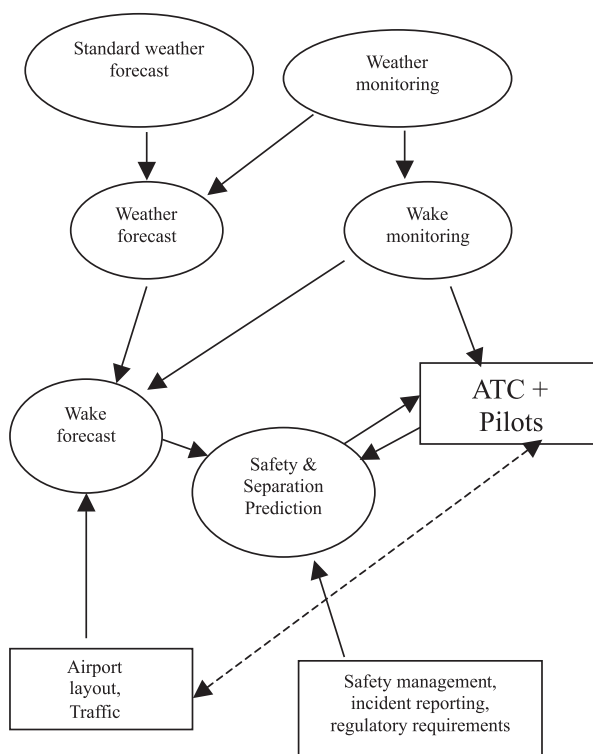 Standard weather
forecast
Weather
monitoring
Weather
forecast
Wake
monitoring
ATC +
Pilots
Wake
forecast
Safety &
Separation
Prediction
Airport
layout,
Traffic
Safety management,
incident reporting,
regulatory requirements